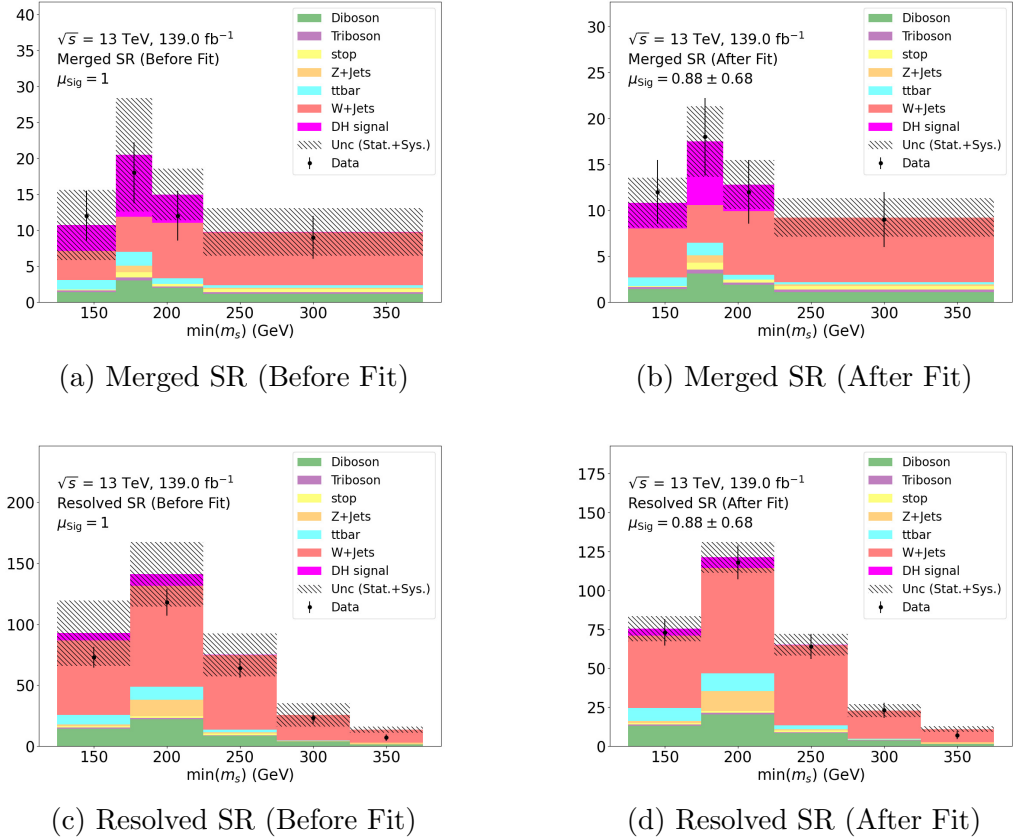 40
35
30
25
20
15
10
5
0
√s = 13 TeV, 139.0 fb⁻¹
Merged SR (Before Fit)
μSig = 1
Diboson
Triboson
stop
Z+Jets
ttbar
W+Jets
DH signal
Unc (Stat.+Sys.)
Data
150 200 250 300 350
min(mₛ) (GeV)
(a) Merged SR (Before Fit)
30
25
20
15
10
5
0
√s = 13 TeV, 139.0 fb⁻¹
Merged SR (After Fit)
μSig = 0.88 ± 0.68
Diboson
Triboson
stop
Z+Jets
ttbar
W+Jets
DH signal
Unc (Stat.+Sys.)
Data
150 200 250 300 350
min(mₛ) (GeV)
(b) Merged SR (After Fit)
200
150
100
50
0
√s = 13 TeV, 139.0 fb⁻¹
Resolved SR (Before Fit)
μSig = 1
Diboson
Triboson
stop
Z+Jets
ttbar
W+Jets
DH signal
Unc (Stat.+Sys.)
Data
150 200 250 300 350
min(mₛ) (GeV)
(c) Resolved SR (Before Fit)
175
150
125
100
75
50
25
0
√s = 13 TeV, 139.0 fb⁻¹
Resolved SR (After Fit)
μSig = 0.88 ± 0.68
Diboson
Triboson
stop
Z+Jets
ttbar
W+Jets
DH signal
Unc (Stat.+Sys.)
Data
150 200 250 300 350
min(mₛ) (GeV)
(d) Resolved SR (After Fit)